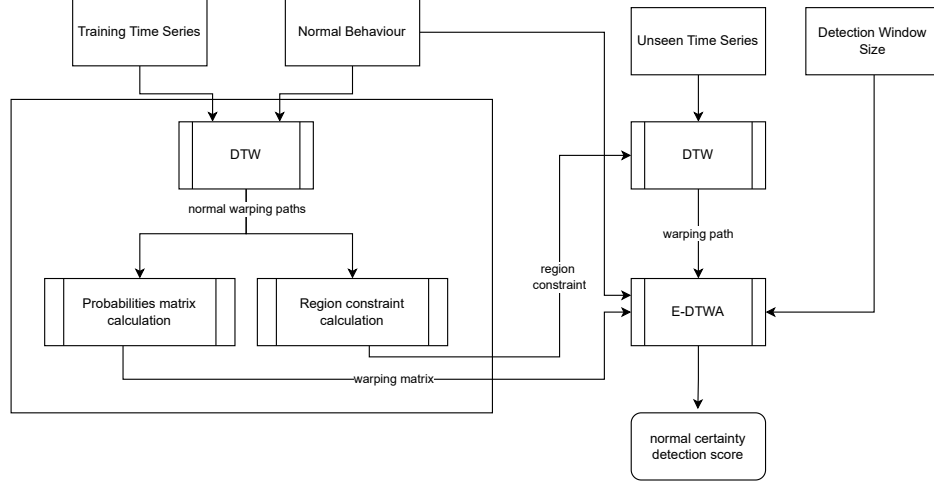 Training Time Series
Normal Behaviour
Unseen Time Series
Detection Window
Size
DTW
DTW
normal warping paths
warping path
region
constraint
Probabilities matrix
calculation
Region constraint
calculation
E-DTWA
warping matrix
normal certainty
detection score